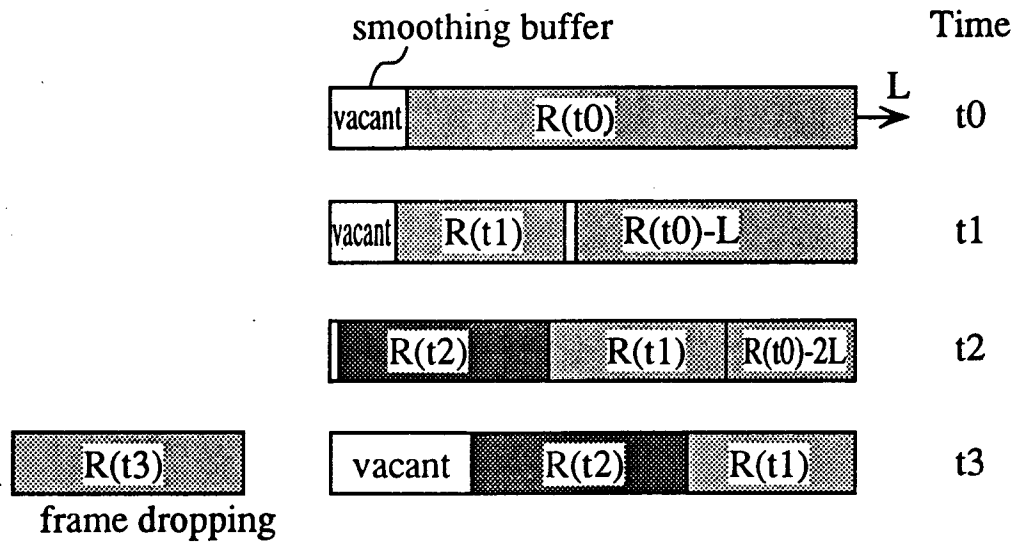 smoothing buffer
Time
vacant
R(t0)
L
t0
vacant
R(t1)
R(t0)-L
t1
R(t2)
R(t1)
R(t0)-2L
t2
R(t3)
vacant
R(t2)
R(t1)
t3
frame dropping